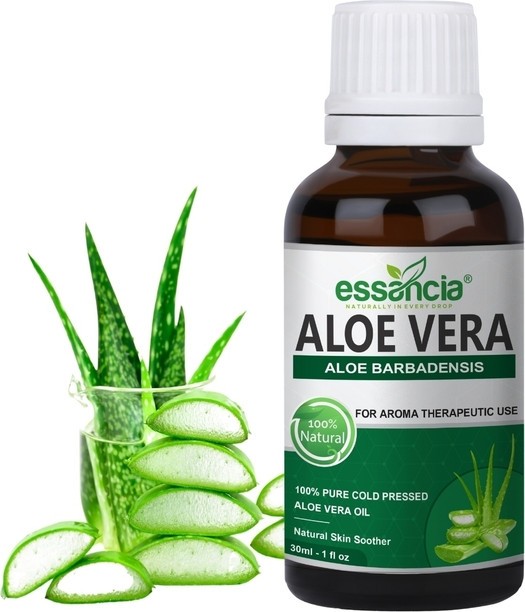 essancia®
NATURALLY IN EVERY DROP
ALOE VERA
ALOE BARBADENSIS
FOR AROMA THERAPEUTIC USE
100%
Natural
100% PURE COLD PRESSED
ALOE VERA OIL
Natural Skin Soother
30ml - 1 fl oz